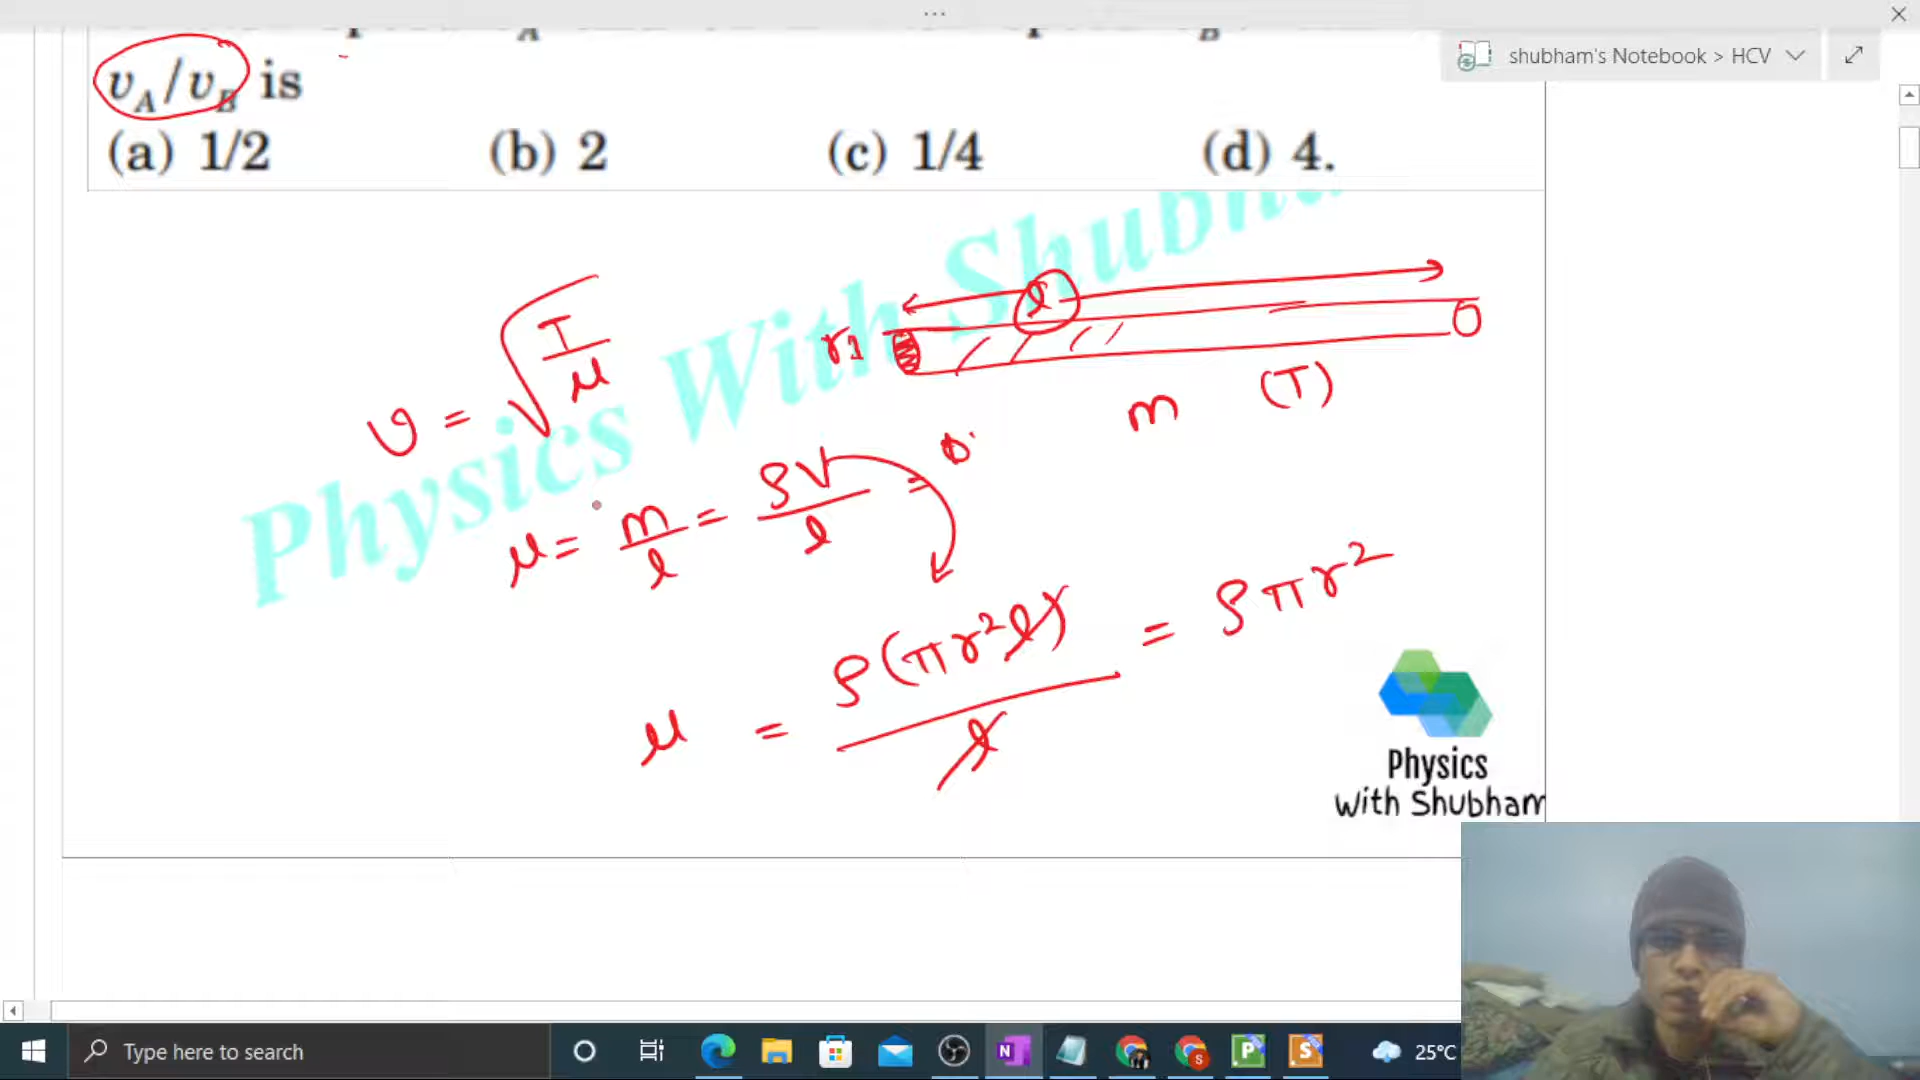 shubham's Notebook > HCV
v_A / v_B is
(a) 1/2 (b) 2 (c) 1/4 (d) 4.
Physics With Shubham
l
r₁
m (T)
v = √(T/μ)
μ = m/l = ρV/l =
μ = ρ(πr²l)/l = ρπr²
Physics
with Shubham
Type here to search
25°C